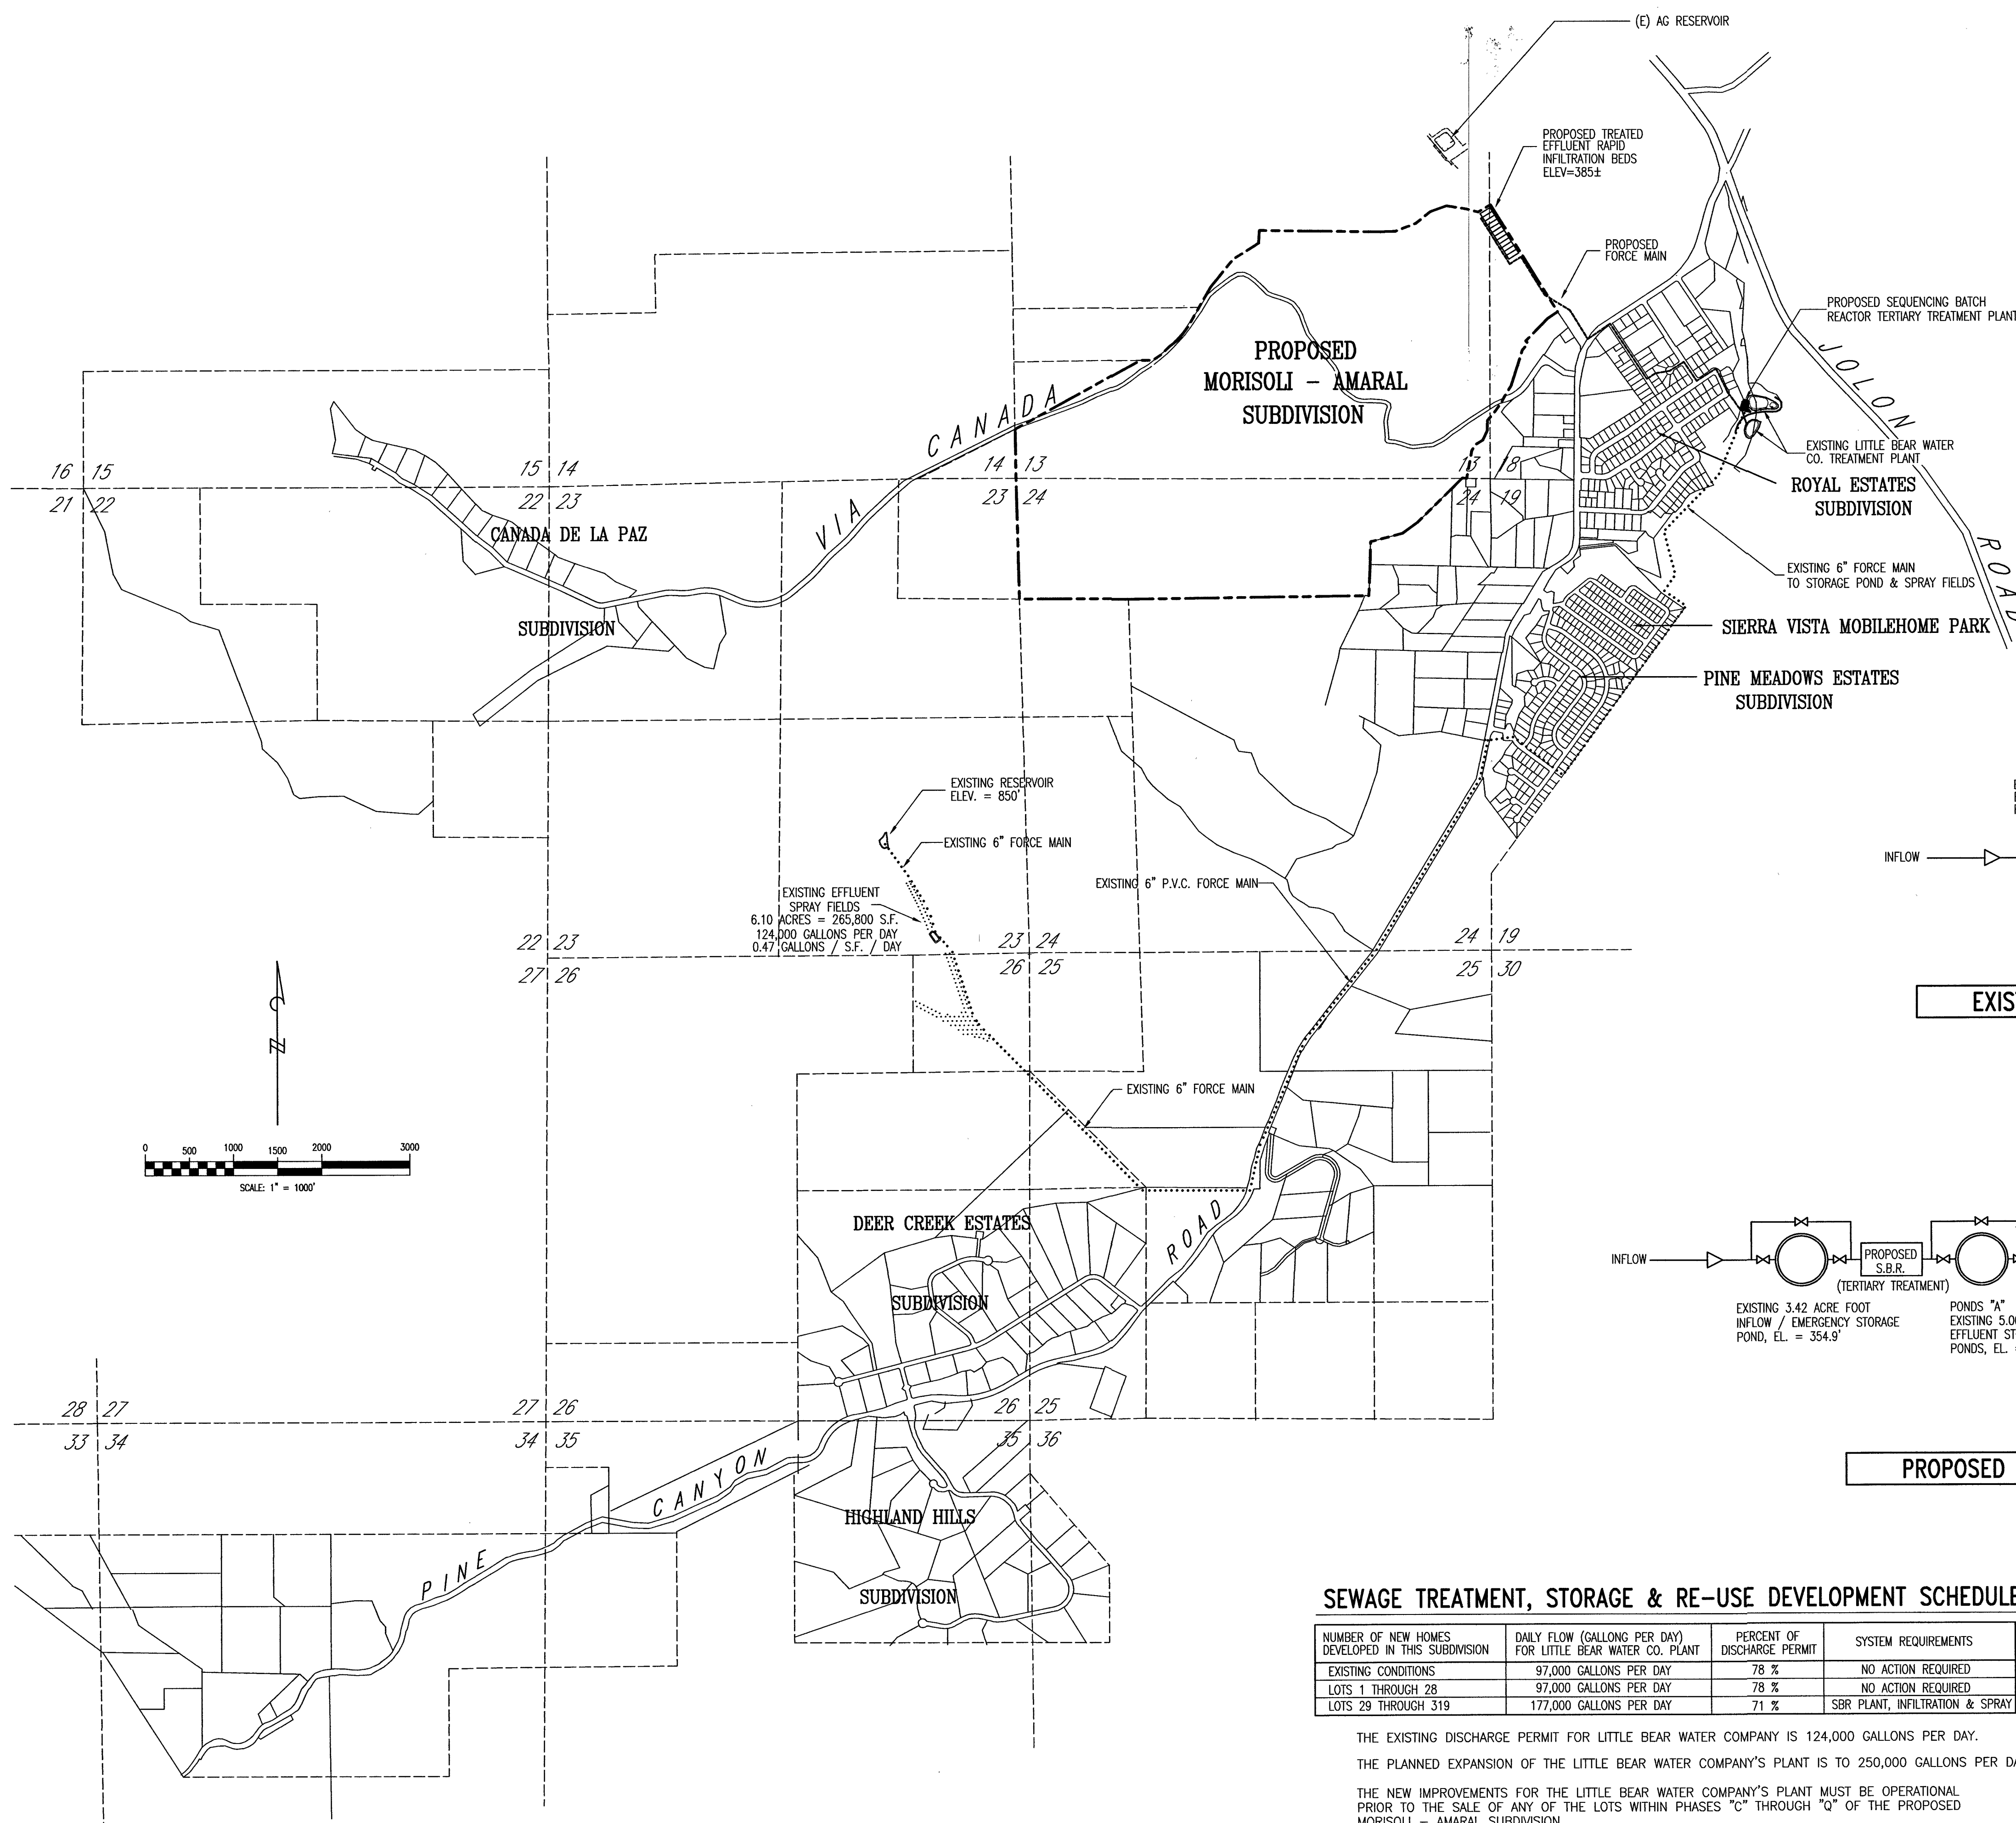 (E) AG RESERVOIR
PROPOSED TREATED
EFFLUENT RAPID
INFILTRATION BEDS
ELEV=385±
PROPOSED
FORCE MAIN
PROPOSED SEQUENCING BATCH
REACTOR TERTIARY TREATMENT PLANT
PROPOSED
MORISOLI – AMARAL
SUBDIVISION
JOLON
ROAD
VIA
CANADA
EXISTING LITTLE BEAR WATER
CO. TREATMENT PLANT
ROYAL ESTATES
SUBDIVISION
16 15
21 22
15 14
22 23
14 13
23 24
13 18
24 19
CANADA DE LA PAZ
SUBDIVISION
EXISTING 6" FORCE MAIN
TO STORAGE POND & SPRAY FIELDS
SIERRA VISTA MOBILEHOME PARK
PINE MEADOWS ESTATES
SUBDIVISION
EXISTING RESERVOIR
ELEV. = 850'
EXISTING 6" FORCE MAIN
EXISTING EFFLUENT
SPRAY FIELDS
6.10 ACRES = 265,800 S.F.
124,000 GALLONS PER DAY
0.47 GALLONS / S.F. / DAY
EXISTING 6" P.V.C. FORCE MAIN
INFLOW
22 23
27 26
23 24
26 25
24 19
25 30
EXIS
N
0 500 1000 1500 2000 3000
SCALE: 1" = 1000'
EXISTING 6" FORCE MAIN
DEER CREEK ESTATES
SUBDIVISION
ROAD
INFLOW
PROPOSED
S.B.R.
(TERTIARY TREATMENT)
EXISTING 3.42 ACRE FOOT
INFLOW / EMERGENCY STORAGE
POND, EL. = 354.9'
PONDS "A"
EXISTING 5.0
EFFLUENT ST
PONDS, EL. =
28 27
33 34
27 26
34 35
26 25
35 36
PROPOSED
CANYON
PINE
HIGHLAND HILLS
SUBDIVISION
SEWAGE TREATMENT, STORAGE & RE-USE DEVELOPMENT SCHEDULE
NUMBER OF NEW HOMES
DEVELOPED IN THIS SUBDIVISION
DAILY FLOW (GALLONG PER DAY)
FOR LITTLE BEAR WATER CO. PLANT
PERCENT OF
DISCHARGE PERMIT
SYSTEM REQUIREMENTS
EXISTING CONDITIONS 97,000 GALLONS PER DAY 78 % NO ACTION REQUIRED
LOTS 1 THROUGH 28 97,000 GALLONS PER DAY 78 % NO ACTION REQUIRED
LOTS 29 THROUGH 319 177,000 GALLONS PER DAY 71 % SBR PLANT, INFILTRATION & SPRAY
THE EXISTING DISCHARGE PERMIT FOR LITTLE BEAR WATER COMPANY IS 124,000 GALLONS PER DAY.
THE PLANNED EXPANSION OF THE LITTLE BEAR WATER COMPANY'S PLANT IS TO 250,000 GALLONS PER DA
THE NEW IMPROVEMENTS FOR THE LITTLE BEAR WATER COMPANY'S PLANT MUST BE OPERATIONAL
PRIOR TO THE SALE OF ANY OF THE LOTS WITHIN PHASES "C" THROUGH "Q" OF THE PROPOSED
MORISOLI – AMARAL SUBDIVISION